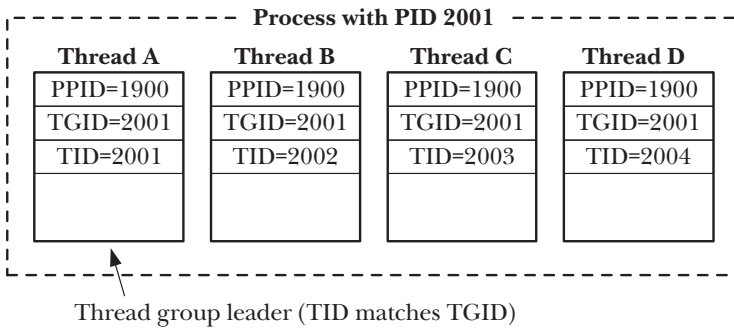 Process with PID 2001
Thread A Thread B Thread C Thread D
PPID=1900 PPID=1900 PPID=1900 PPID=1900
TGID=2001 TGID=2001 TGID=2001 TGID=2001
TID=2001 TID=2002 TID=2003 TID=2004
Thread group leader (TID matches TGID)